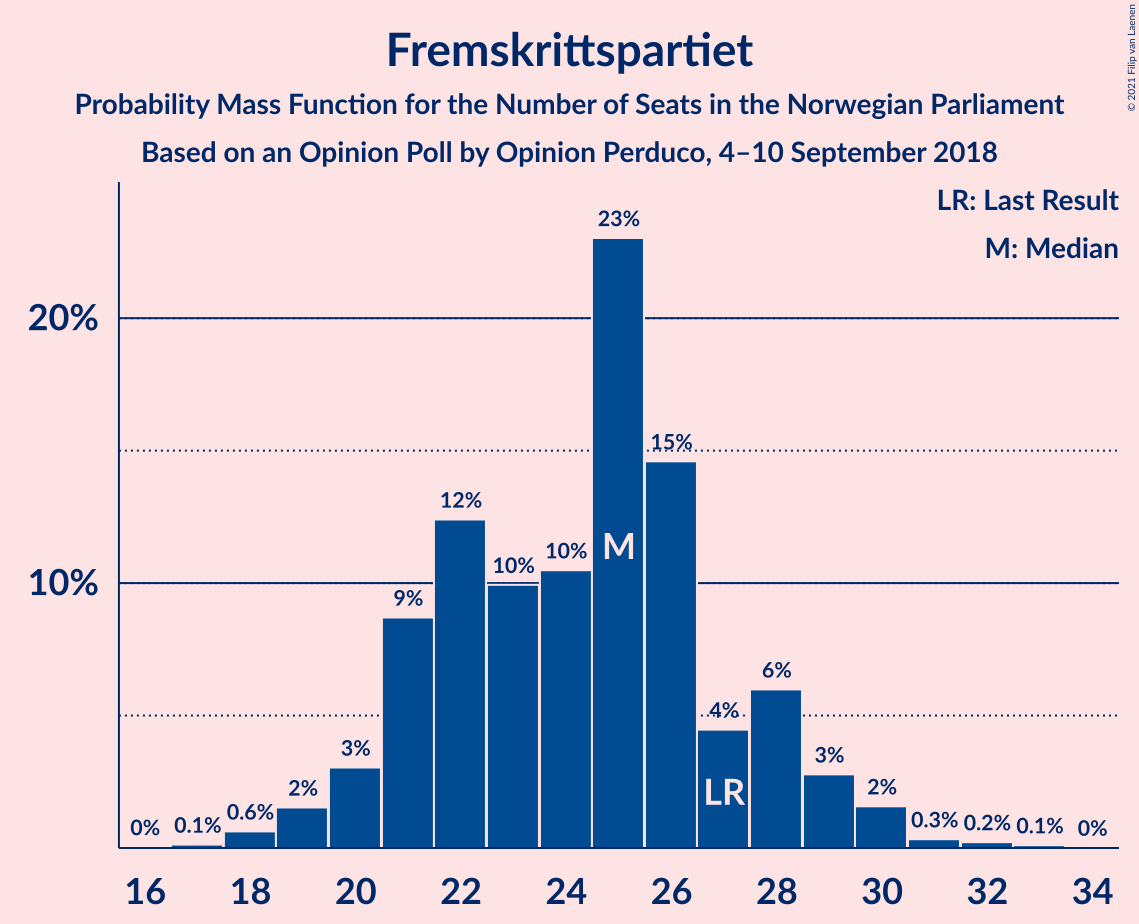 Fremskrittspartiet
Probability Mass Function for the Number of Seats in the Norwegian Parliament
Based on an Opinion Poll by Opinion Perduco, 4–10 September 2018
© 2021 Filip van Laenen
LR: Last Result
M: Median
20%
10%
0%
0.1%
0.6%
2%
3%
9%
12%
10%
10%
23%
15%
4%
6%
3%
2%
0.3%
0.2%
0.1%
0%
M
LR
16 18 20 22 24 26 28 30 32 34